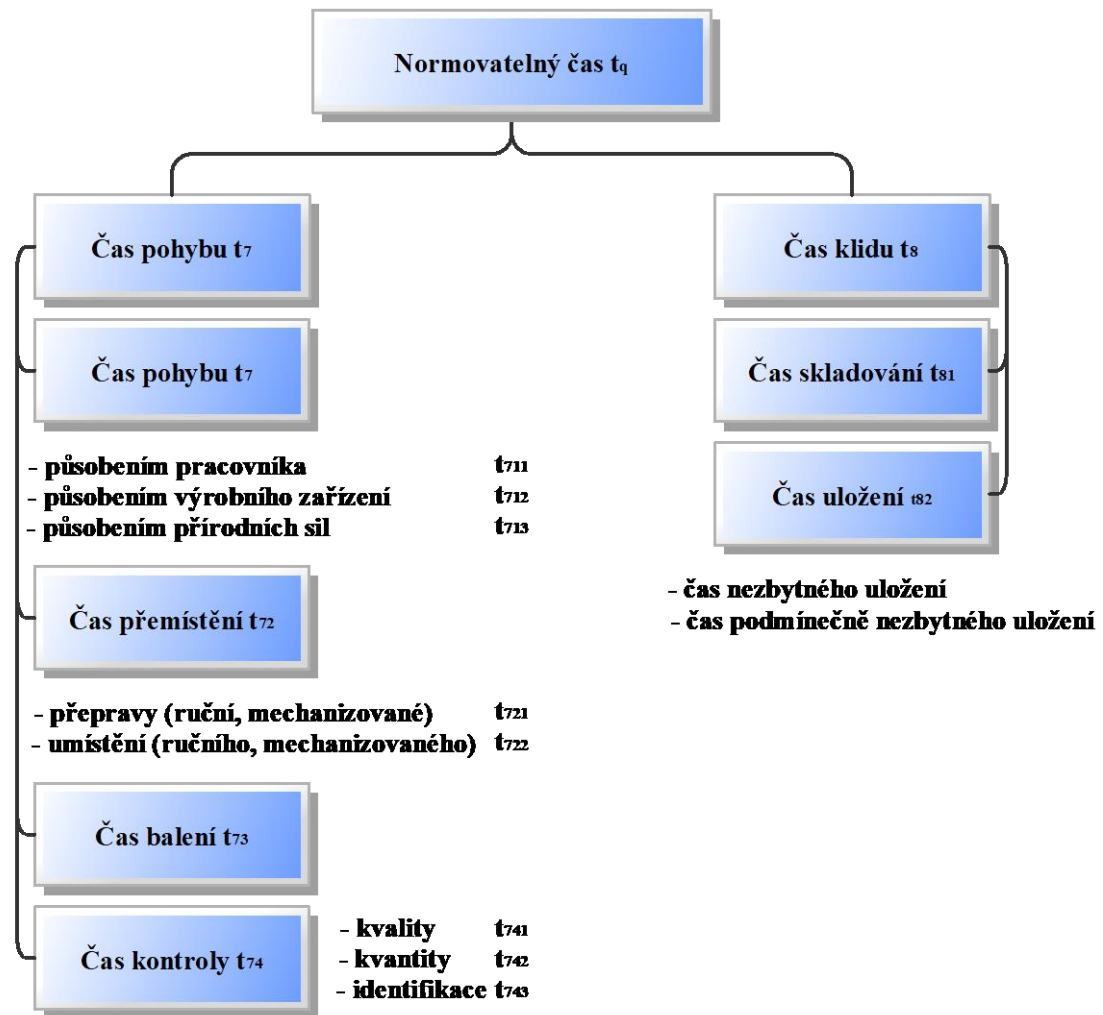 Normovatelný čas tq
Čas pohybu t7
Čas pohybu t7
- působením pracovníka t711
- působením výrobního zařízení t712
- působením přírodních sil t713
Čas přemístění t72
- přepravy (ruční, mechanizované) t721
- umístění (ručního, mechanizovaného) t722
Čas balení t73
Čas kontroly t74
- kvality t741
- kvantity t742
- identifikace t743
Čas klidu t8
Čas skladování t81
Čas uložení t82
- čas nezbytného uložení
- čas podmínečně nezbytného uložení